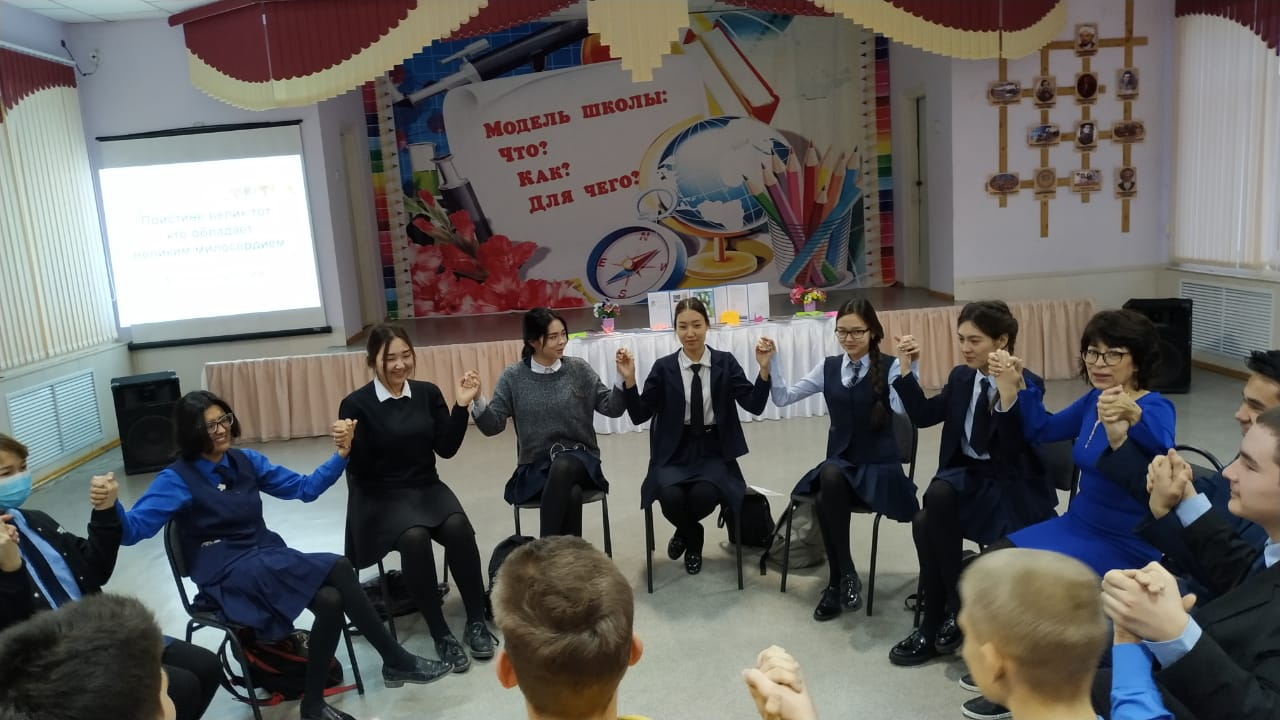 Модель школы:
Что?
Как?
Для чего?
Поистине велик тот
кто обладает
великим милосердием
N
E
S